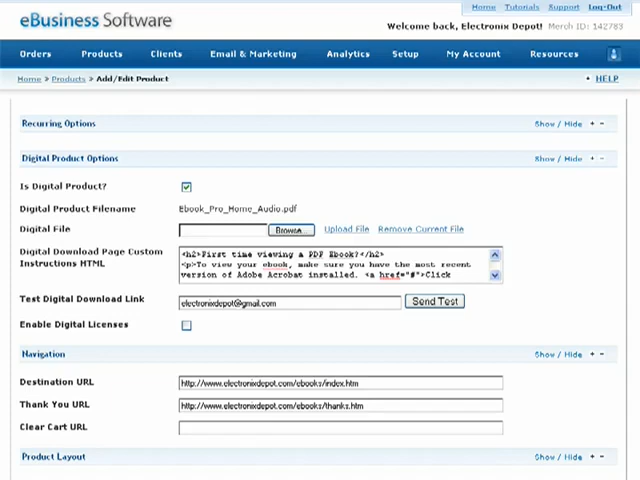 Home Tutorials Support Log-Out
eBusiness Software
Welcome back, Electronix Depot! Merch ID: 142783
Orders Products Clients Email & Marketing Analytics Setup My Account Resources
Home > Products > Add/Edit Product
HELP
Recurring Options Show / Hide + -
Digital Product Options Show / Hide + -
Is Digital Product?
Digital Product Filename Ebook_Pro_Home_Audio.pdf
Digital File Browse... Upload File Remove Current File
Digital Download Page Custom <h2>First time viewing a PDF Ebook?</h2>
Instructions HTML <p>To view your ebook, make sure you have the most recent
version of Adobe Acrobat installed. <a href="#">Click
Test Digital Download Link electronixdepot@gmail.com Send Test
Enable Digital Licenses
Navigation Show / Hide + -
Destination URL http://www.electronixdepot.com/ebooks/index.htm
Thank You URL http://www.electronixdepot.com/ebooks/thanks.htm
Clear Cart URL
Product Layout Show / Hide + -